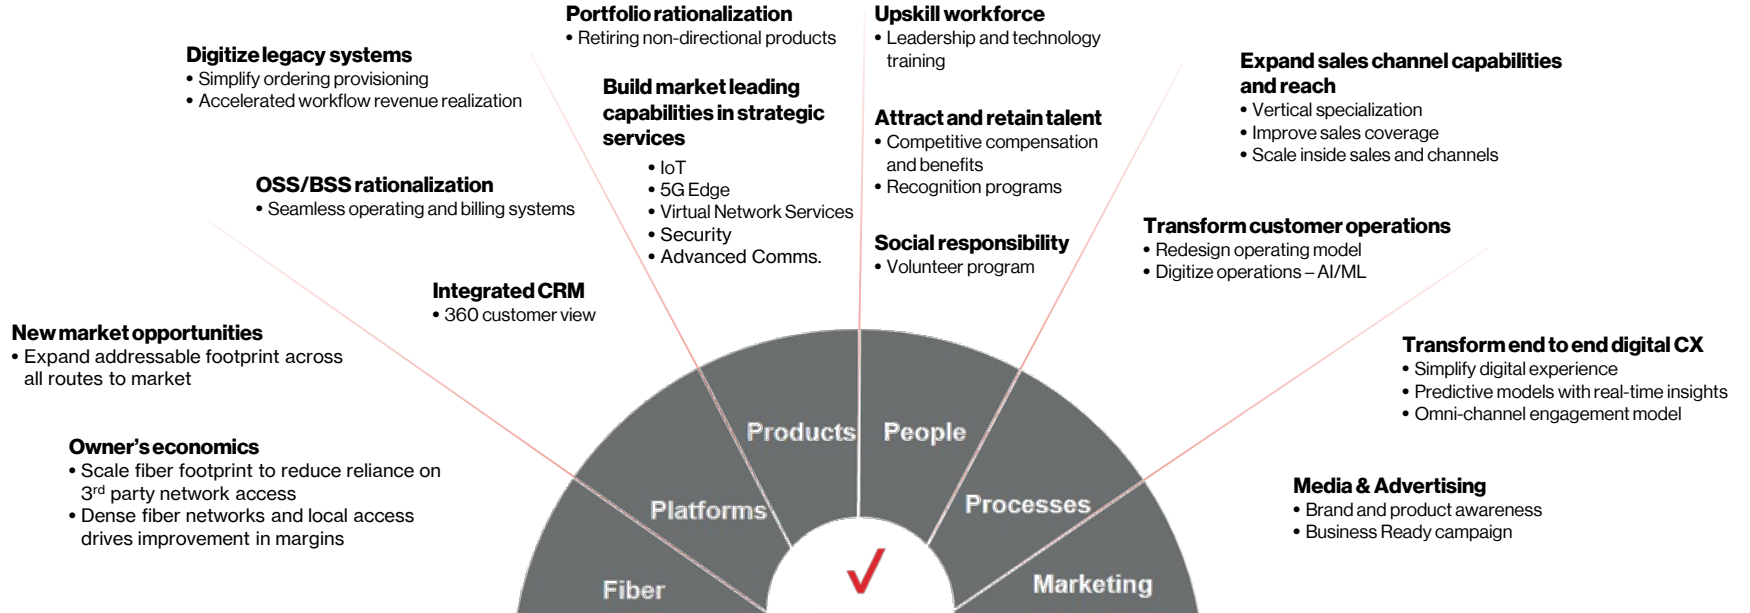 New market opportunities
• Expand addressable footprint across
all routes to market
Owner's economics
• Scale fiber footprint to reduce reliance on
3rd party network access
• Dense fiber networks and local access
drives improvement in margins
Digitize legacy systems
• Simplify ordering provisioning
• Accelerated workflow revenue realization
OSS/BSS rationalization
• Seamless operating and billing systems
Integrated CRM
• 360 customer view
Portfolio rationalization
• Retiring non-directional products
Build market leading
capabilities in strategic
services
• IoT
• 5G Edge
• Virtual Network Services
• Security
• Advanced Comms.
Upskill workforce
• Leadership and technology
training
Attract and retain talent
• Competitive compensation
and benefits
• Recognition programs
Social responsibility
• Volunteer program
Expand sales channel capabilities
and reach
• Vertical specialization
• Improve sales coverage
• Scale inside sales and channels
Transform customer operations
• Redesign operating model
• Digitize operations – AI/ML
Transform end to end digital CX
• Simplify digital experience
• Predictive models with real-time insights
• Omni-channel engagement model
Media & Advertising
• Brand and product awareness
• Business Ready campaign
Fiber
Platforms
Products
People
Processes
Marketing